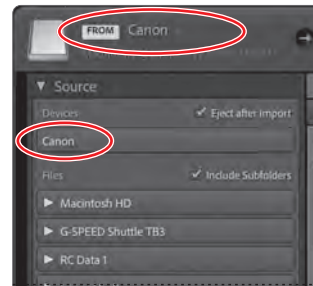 FROM Canon
▼ Source
Devices ✓ Eject after Import
Canon
Files ✓ Include Subfolders
▶ Macintosh HD
▶ G-SPEED Shuttle TB3
▶ RC Data 1